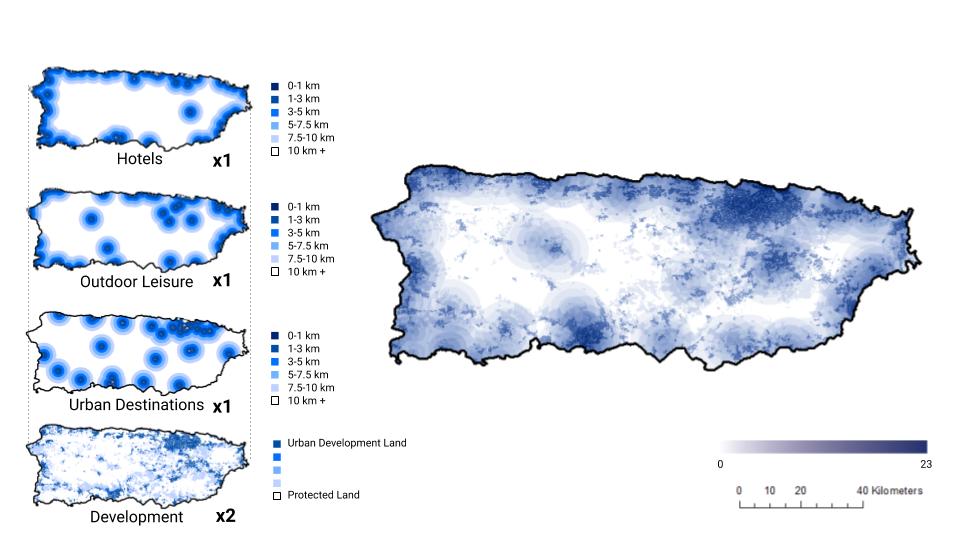 0-1 km
1-3 km
3-5 km
5-7.5 km
7.5-10 km
10 km +
Hotels x1
0-1 km
1-3 km
3-5 km
5-7.5 km
7.5-10 km
10 km +
Outdoor Leisure x1
0-1 km
1-3 km
3-5 km
5-7.5 km
7.5-10 km
10 km +
Urban Destinations x1
Urban Development Land
Protected Land
Development x2
0 23
0 10 20 40 Kilometers